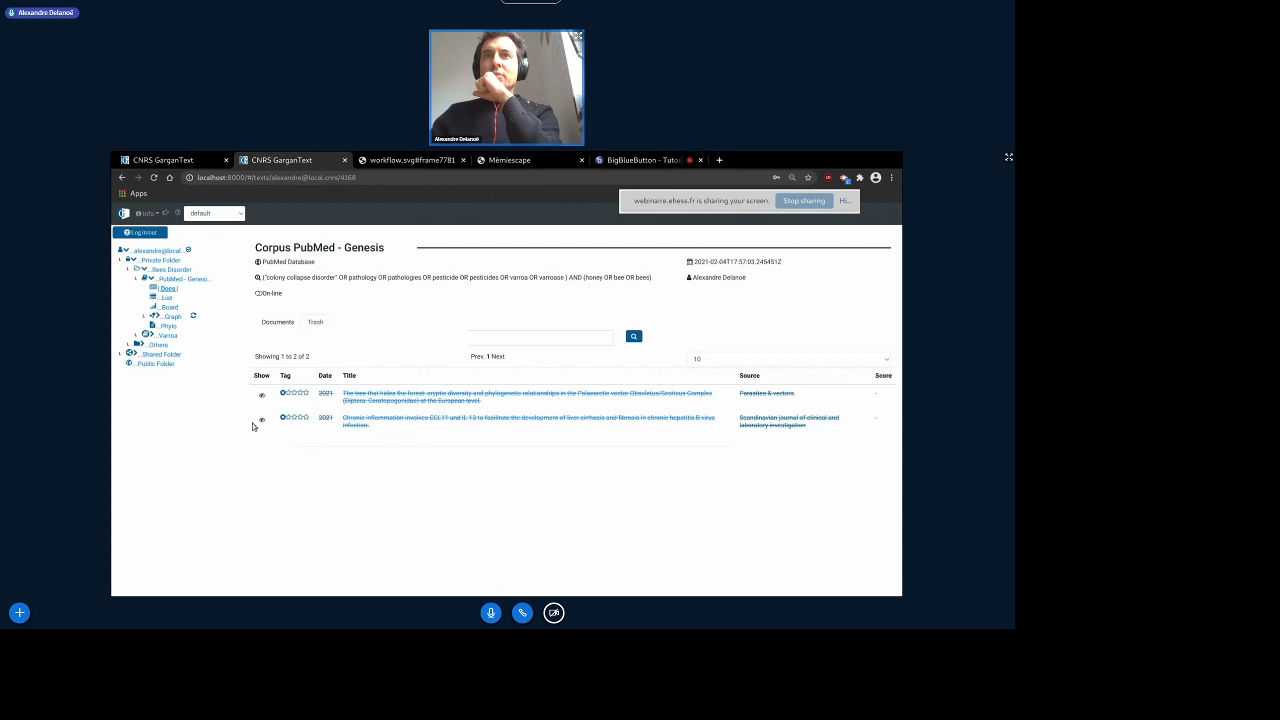 Alexandre Delanoë
Alexandre Delanoë
CNRS GarganText
CNRS GarganText
workflow.svg#frame7781
Mèmiescape
BigBlueButton - Tuto
localhost:8000/#/texts/alexandre@local.cnrs/4168
Apps
webinaire.ehess.fr is sharing your screen.
Stop sharing
Hi...
Info
default
Log in/out
...alexandre@local...
...Private Folder
...Bees Disorder
...PubMed - Genesi...
[ Docs ]
...List
...Board
...Graph
...Phylo
...Varroa
...Others
...Shared Folder
...Public Folder
Corpus PubMed - Genesis
PubMed Database
2021-02-04T17:57:03.245451Z
("colony collapse disorder" OR pathology OR pathologies OR pesticide OR pesticides OR varroa OR varroase ) AND (honey OR bee OR bees)
Alexandre Delanoë
On-line
Documents
Trash
Showing 1 to 2 of 2
Prev. 1 Next
10
Show Tag Date Title Source Score
2021 The tree that hides the forest: cryptic diversity and phylogenetic relationships in the Palaearctic vector Obsoletus/Scoticus Complex
(Diptera: Ceratopogonidae) at the European level.
Parasites & vectors
-
2021 Chronic inflammation involves CCL11 and IL-13 to facilitate the development of liver cirrhosis and fibrosis in chronic hepatitis B virus
infection.
Scandinavian journal of clinical and
laboratory investigation
-